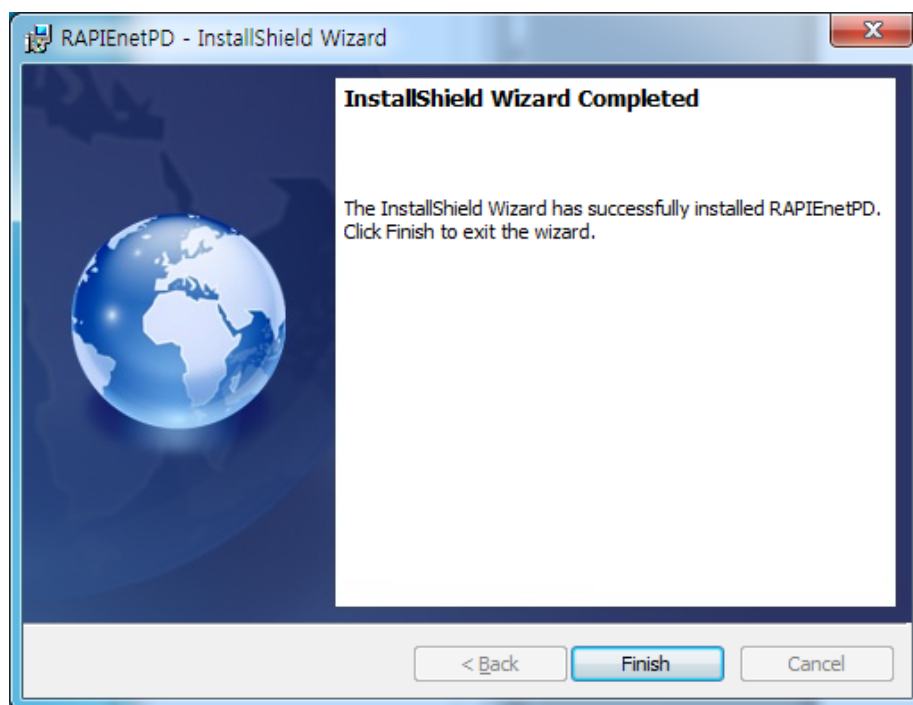 RAPIEnetPD - InstallShield Wizard
InstallShield Wizard Completed
The InstallShield Wizard has successfully installed RAPIEnetPD.
Click Finish to exit the wizard.
< Back
Finish
Cancel